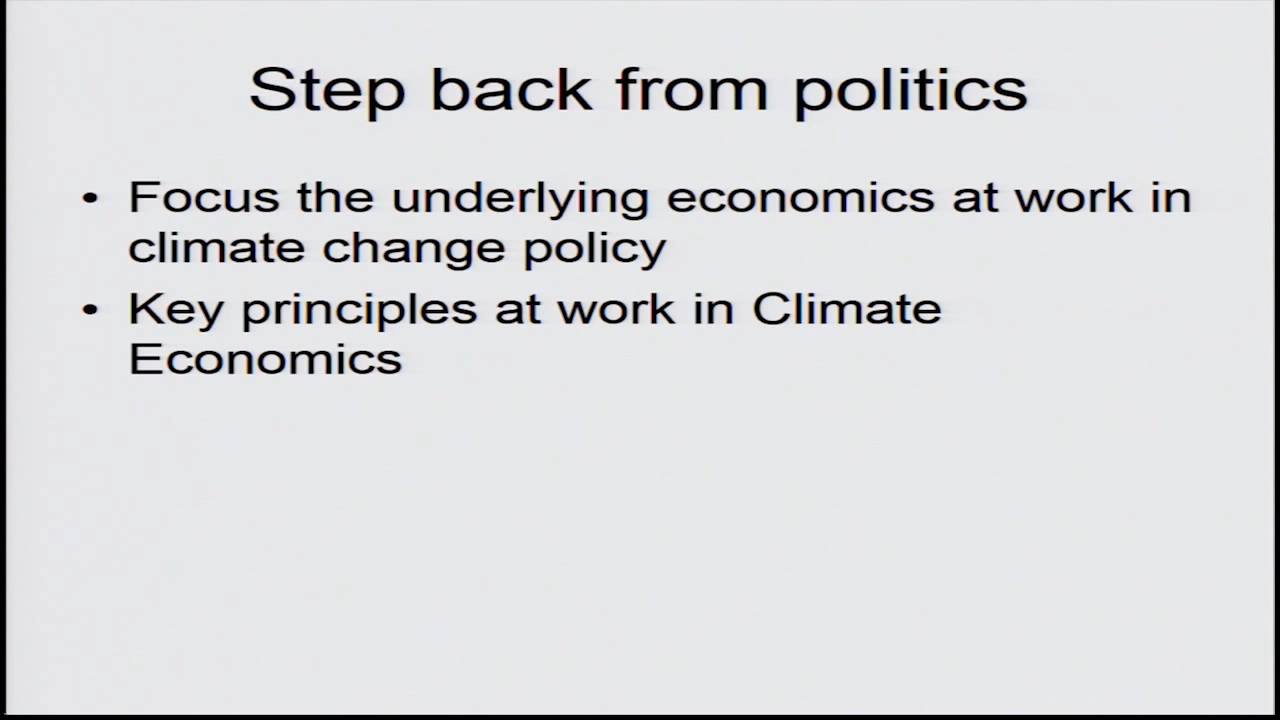 Step back from politics
• Focus the underlying economics at work in
climate change policy
• Key principles at work in Climate
Economics